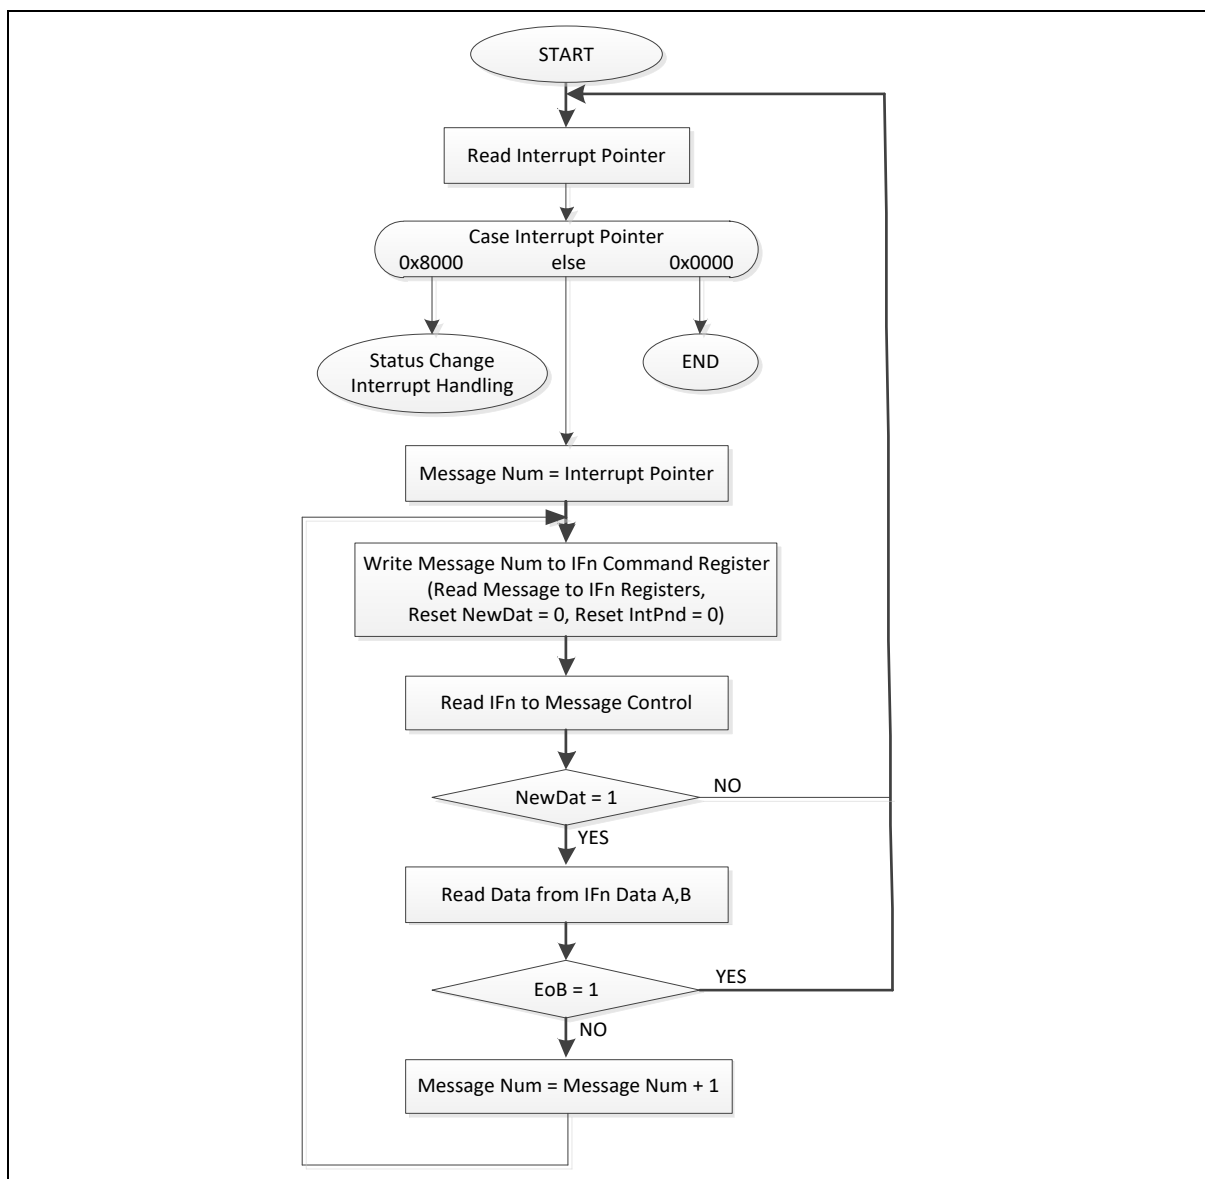 START
Read Interrupt Pointer
Case Interrupt Pointer
0x8000 else 0x0000
Status Change
Interrupt Handling
END
Message Num = Interrupt Pointer
Write Message Num to IFn Command Register
(Read Message to IFn Registers,
Reset NewDat = 0, Reset IntPnd = 0)
Read IFn to Message Control
NewDat = 1
NO
YES
Read Data from IFn Data A,B
EoB = 1
YES
NO
Message Num = Message Num + 1